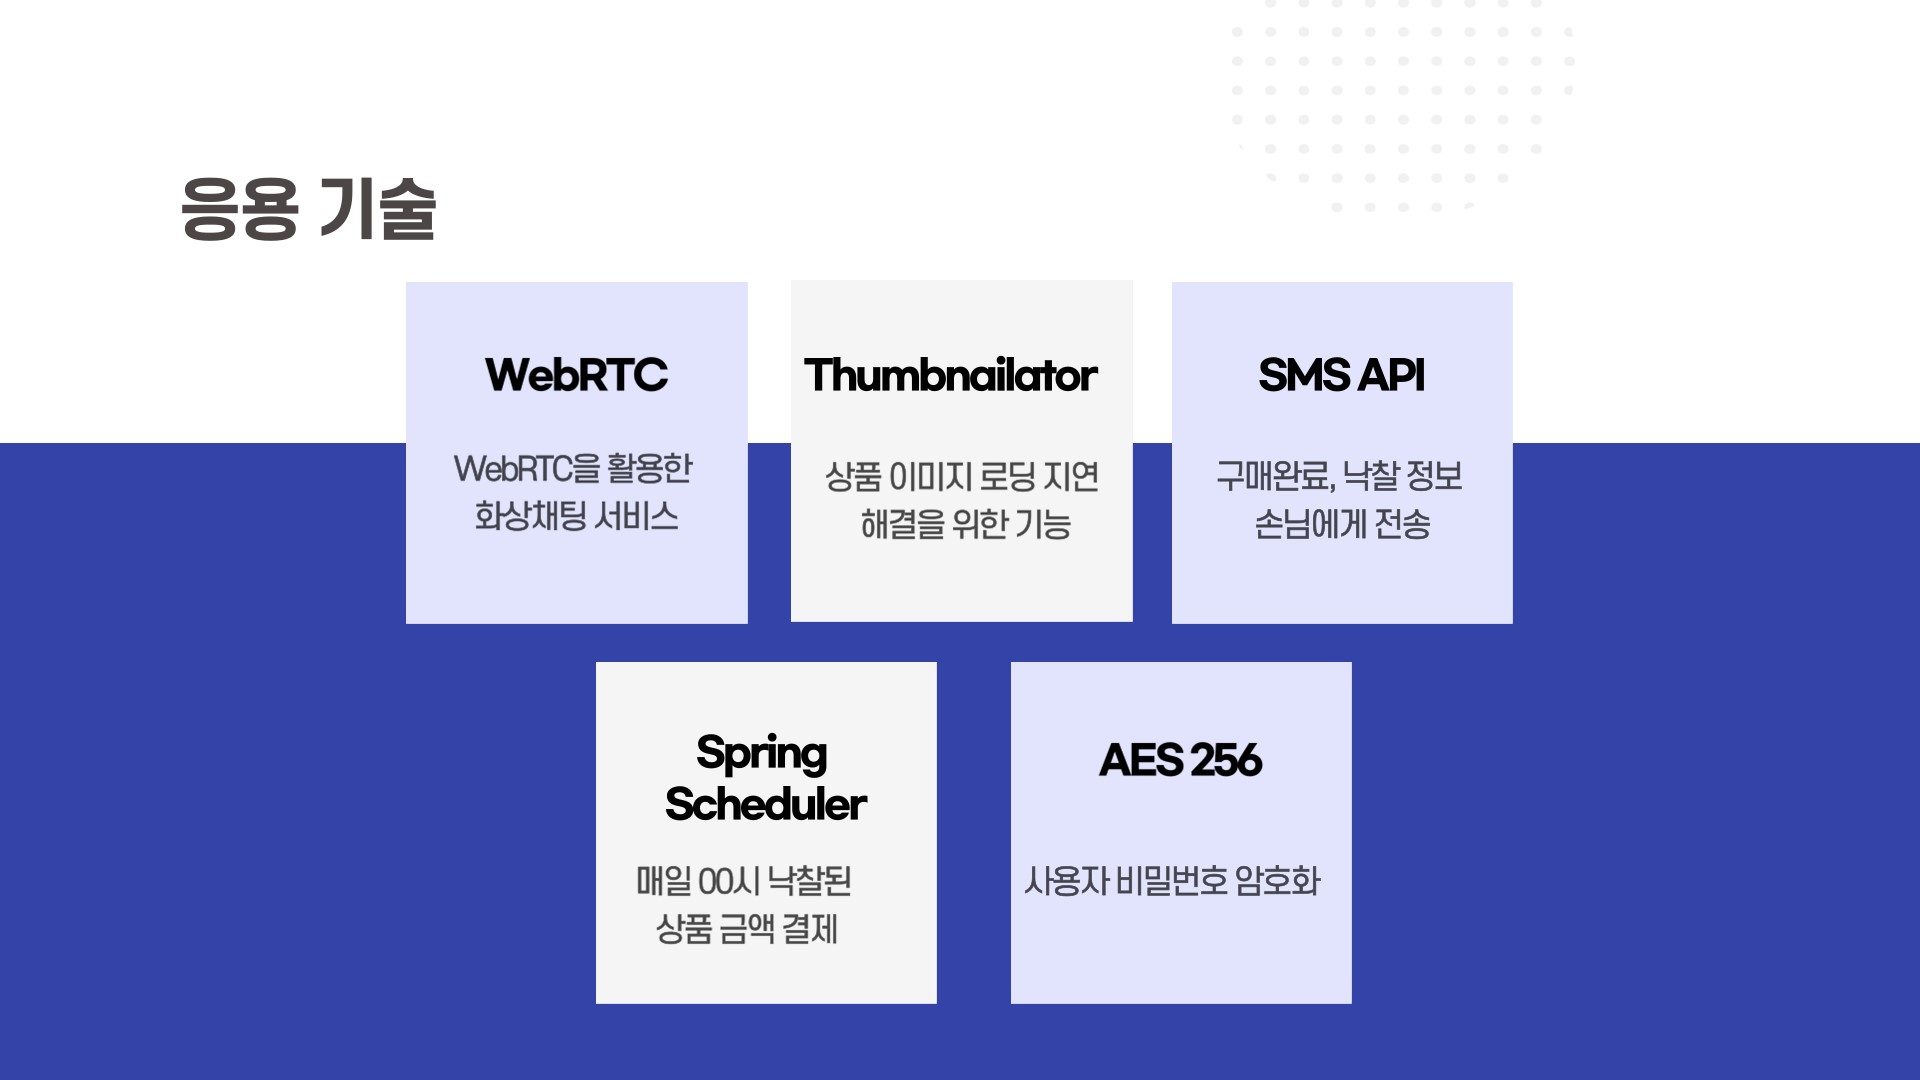 응용 기술
WebRTC
WebRTC을 활용한
화상채팅 서비스
Thumbnailator
상품 이미지 로딩 지연
해결을 위한 기능
SMS API
구매완료, 낙찰 정보
손님에게 전송
Spring
Scheduler
매일 00시 낙찰된
상품 금액 결제
AES 256
사용자 비밀번호 암호화